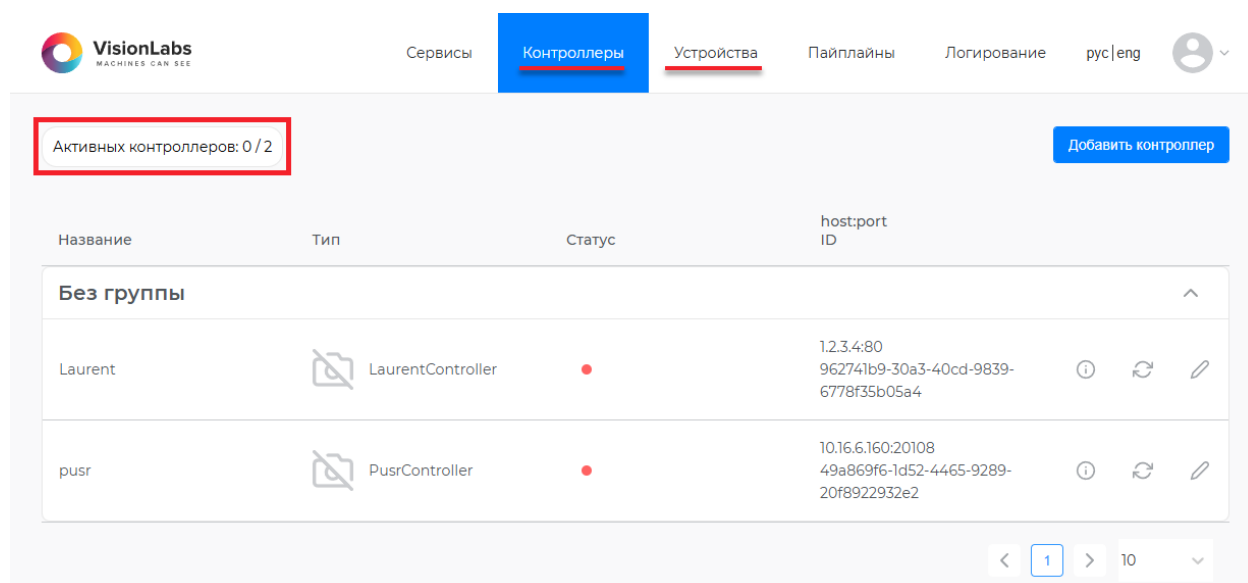 VisionLabs
MACHINES CAN SEE
Сервисы
Контроллеры
Устройства
Пайплайны
Логирование
рус|eng
Активных контроллеров: 0 / 2
Добавить контроллер
Название
Тип
Статус
host:port
ID
Без группы
Laurent
LaurentController
1.2.3.4:80
962741b9-30a3-40cd-9839-
6778f35b05a4
pusr
PusrController
10.16.6.160:20108
49a869f6-1d52-4465-9289-
20f8922932e2
1
10